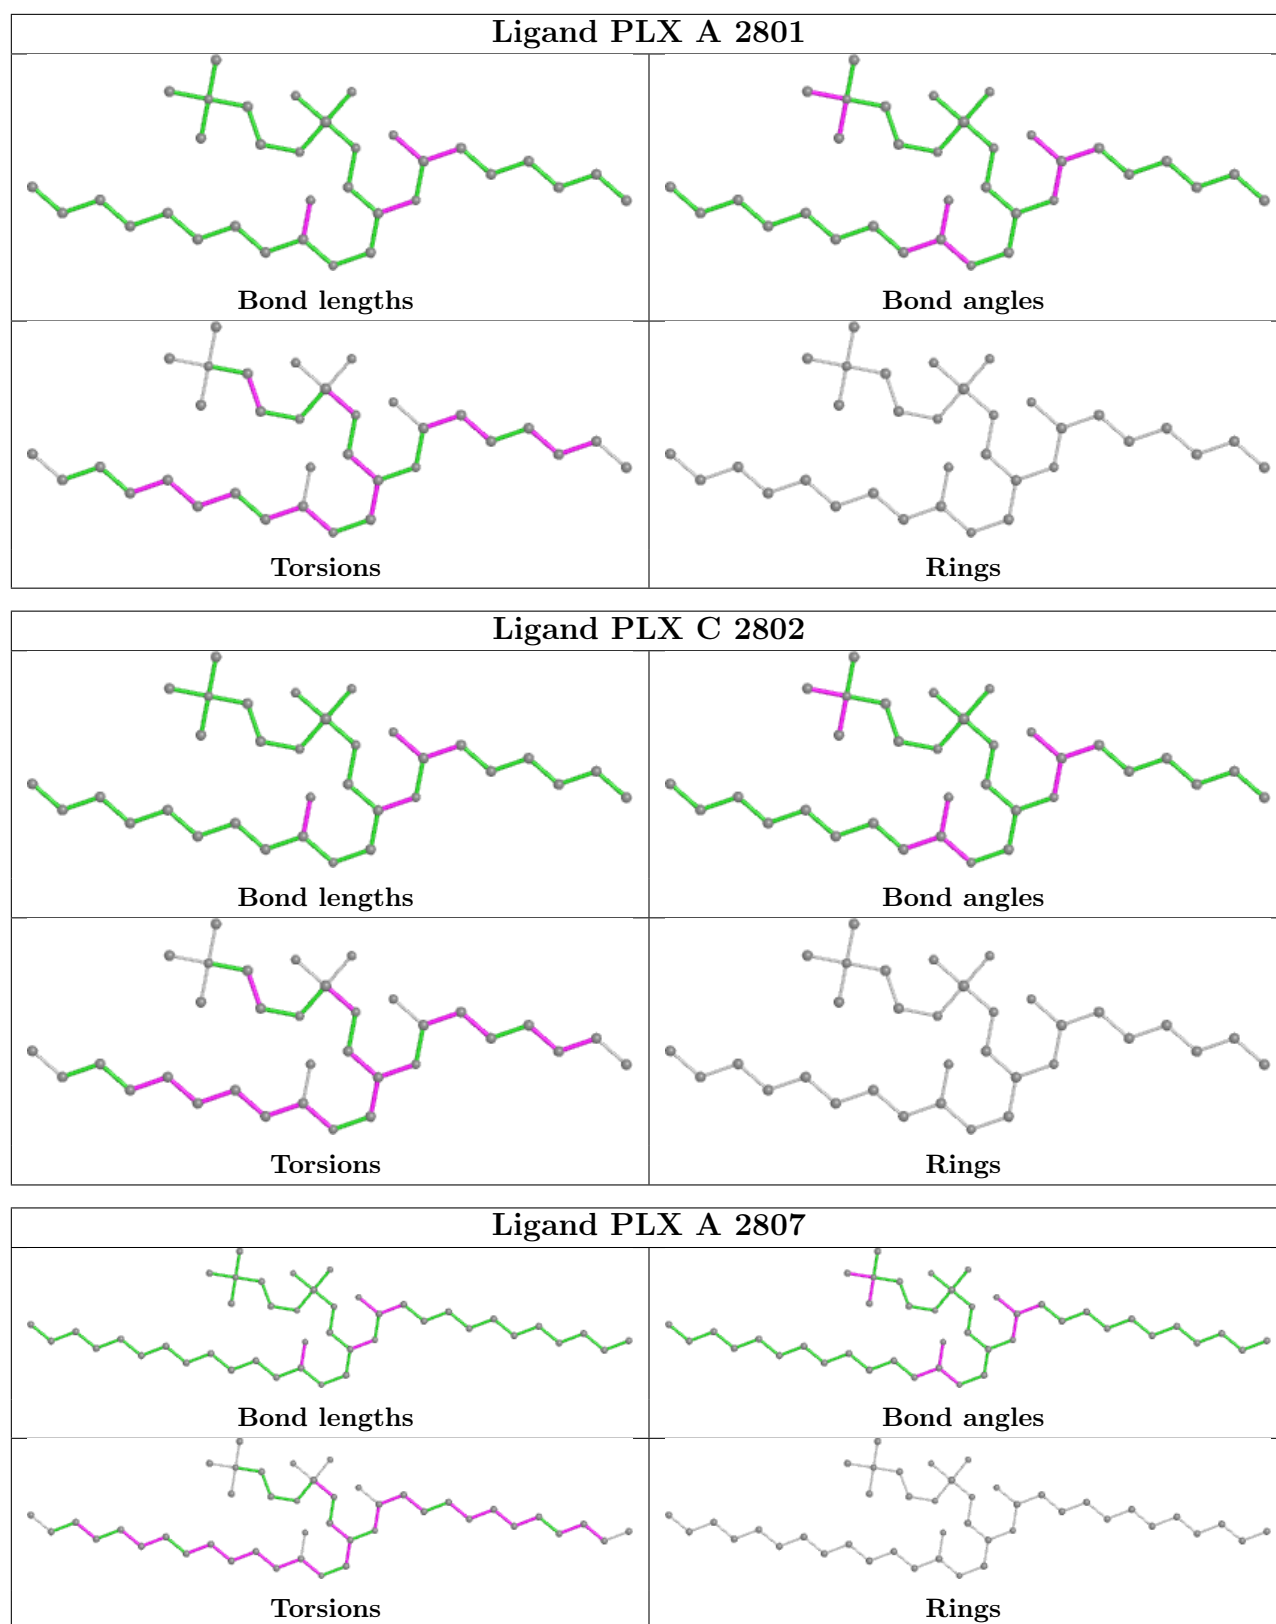 Ligand PLX A 2801
Bond lengths
Bond angles
Torsions
Rings
Ligand PLX C 2802
Bond lengths
Bond angles
Torsions
Rings
Ligand PLX A 2807
Bond lengths
Bond angles
Torsions
Rings